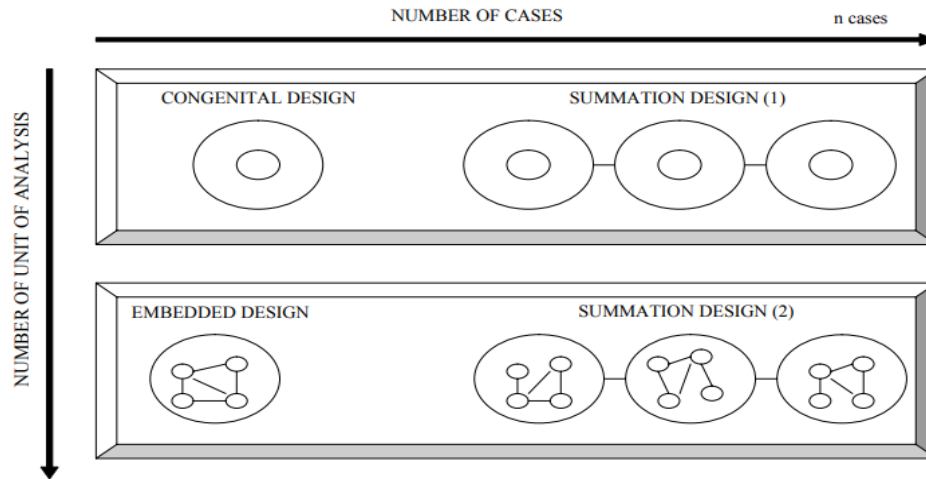 NUMBER OF CASES
n cases
NUMBER OF UNIT OF ANALYSIS
CONGENITAL DESIGN
SUMMATION DESIGN (1)
EMBEDDED DESIGN
SUMMATION DESIGN (2)